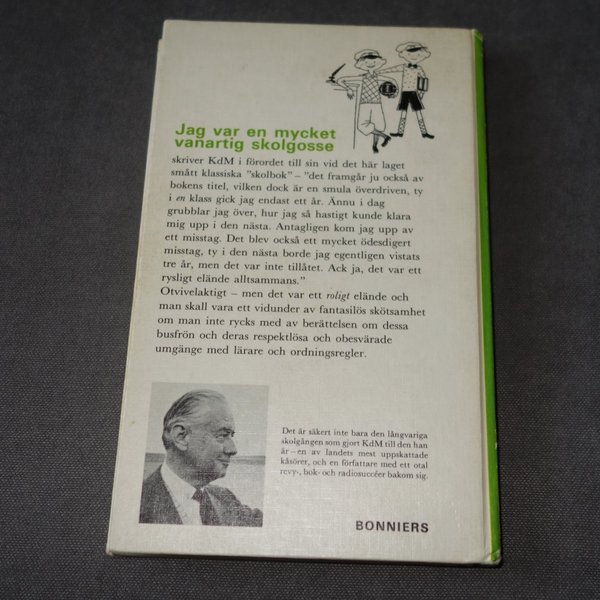 Jag var en mycket
vanartig skolgosse
skriver KdM i förordet till sin vid det här laget
smått klassiska "skolbok" – "det framgår ju också av
bokens titel, vilken dock är en smula överdriven, ty
i en klass gick jag endast ett år. Ännu i dag
grubblar jag över, hur jag så hastigt kunde klara
mig upp i den nästa. Antagligen kom jag upp av
ett misstag. Det blev också ett mycket ödesdigert
misstag, ty i den nästa borde jag egentligen vistats
tre år, men det var inte tillåtet. Ack ja, det var ett
rysligt elände alltsammans."
Otvivelaktigt – men det var ett roligt elände och
man skall vara ett vidunder av fantasilös skötsamhet
om man inte rycks med av berättelsen om dessa
busfrön och deras respektlösa och obesvärade
umgänge med lärare och ordningsregler.
Det är säkert inte bara den långvariga
skolgången som gjort KdM till den han
är – en av landets mest uppskattade
kåsörer, och en författare med ett otal
revy-, bok- och radiosuccéer bakom sig.
BONNIERS